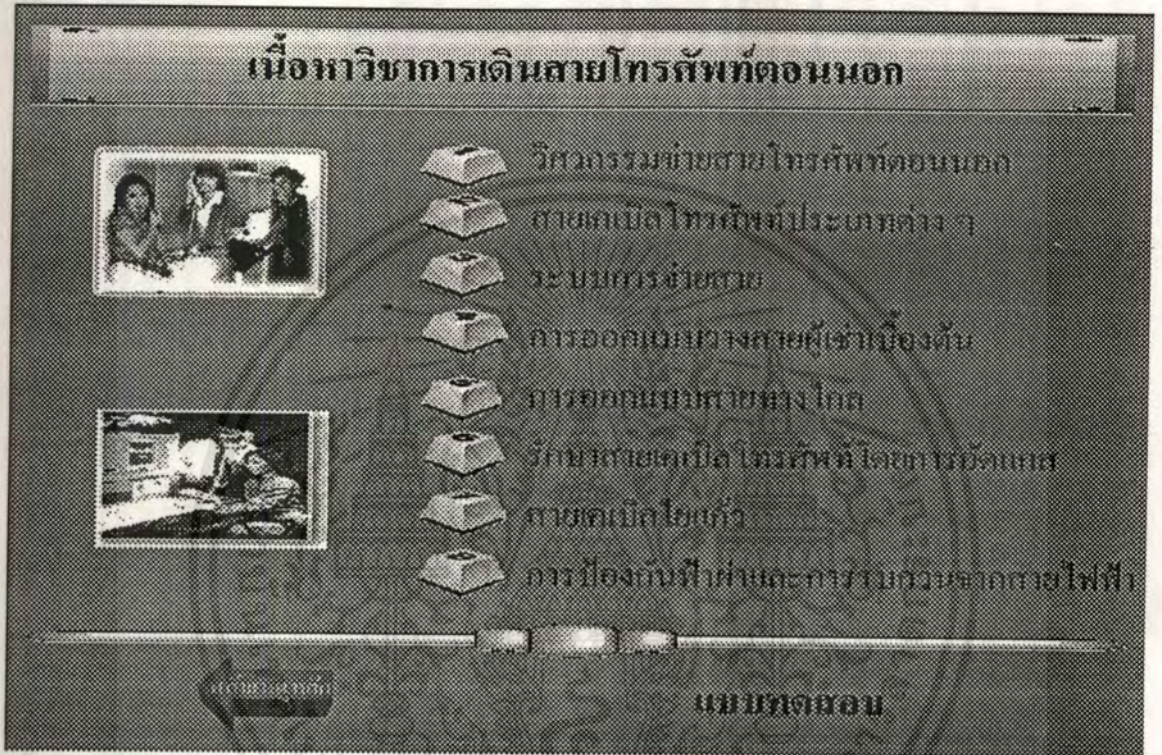 เนื้อหาวิชาการเดินสายโทรศัพท์ตอนนอก
วิศวกรรมข่ายสายโทรศัพท์ตอนนอก
สายเคเบิลโทรศัพท์ประเภทต่าง ๆ
ระบบการจ่ายสาย
การออกแบบวางสายผู้เช่าเบื้องต้น
การออกแบบสายทางไกล
รักษาสายเคเบิลโทรศัพท์โดยการอัดแกส
สายเคเบิลใยแก้ว
การป้องกันฟ้าผ่าและการรบกวนจากสายไฟฟ้า
แบบทดสอบ